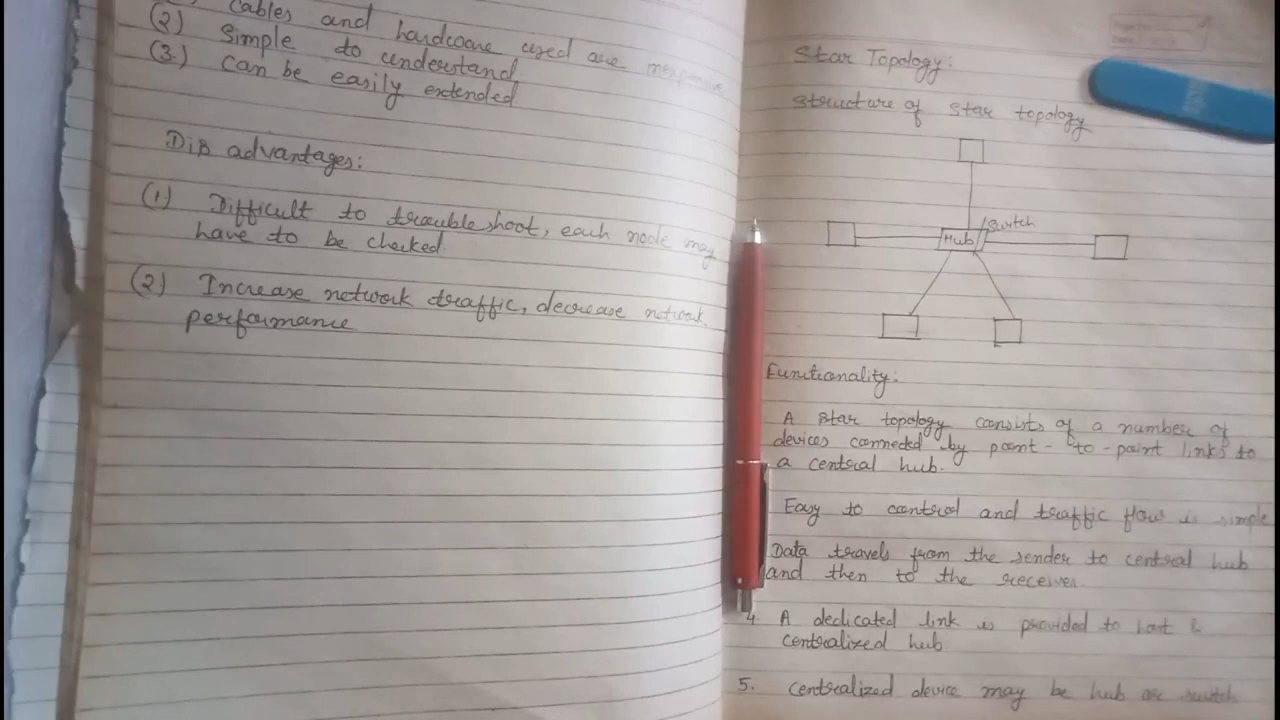 cables and hardware used are inexpensive
(2) Simple to understand
(3.) can be easily extended
Disadvantages:
(1) Difficult to trouble shoot, each node may
have to be checked.
(2) Increase network traffic, decrease network
performance
Star Topology:
Structure of Star topology
Hub/switch
Functionality:
A star topology consists of a number of
devices connected by point-to-point links to
a central hub.
Easy to control and traffic flow is simple
Data travels from the sender to central hub
and then to the receiver.
4. A dedicated link is provided to host &
centralized hub
5. Centralized device may be hub or switch